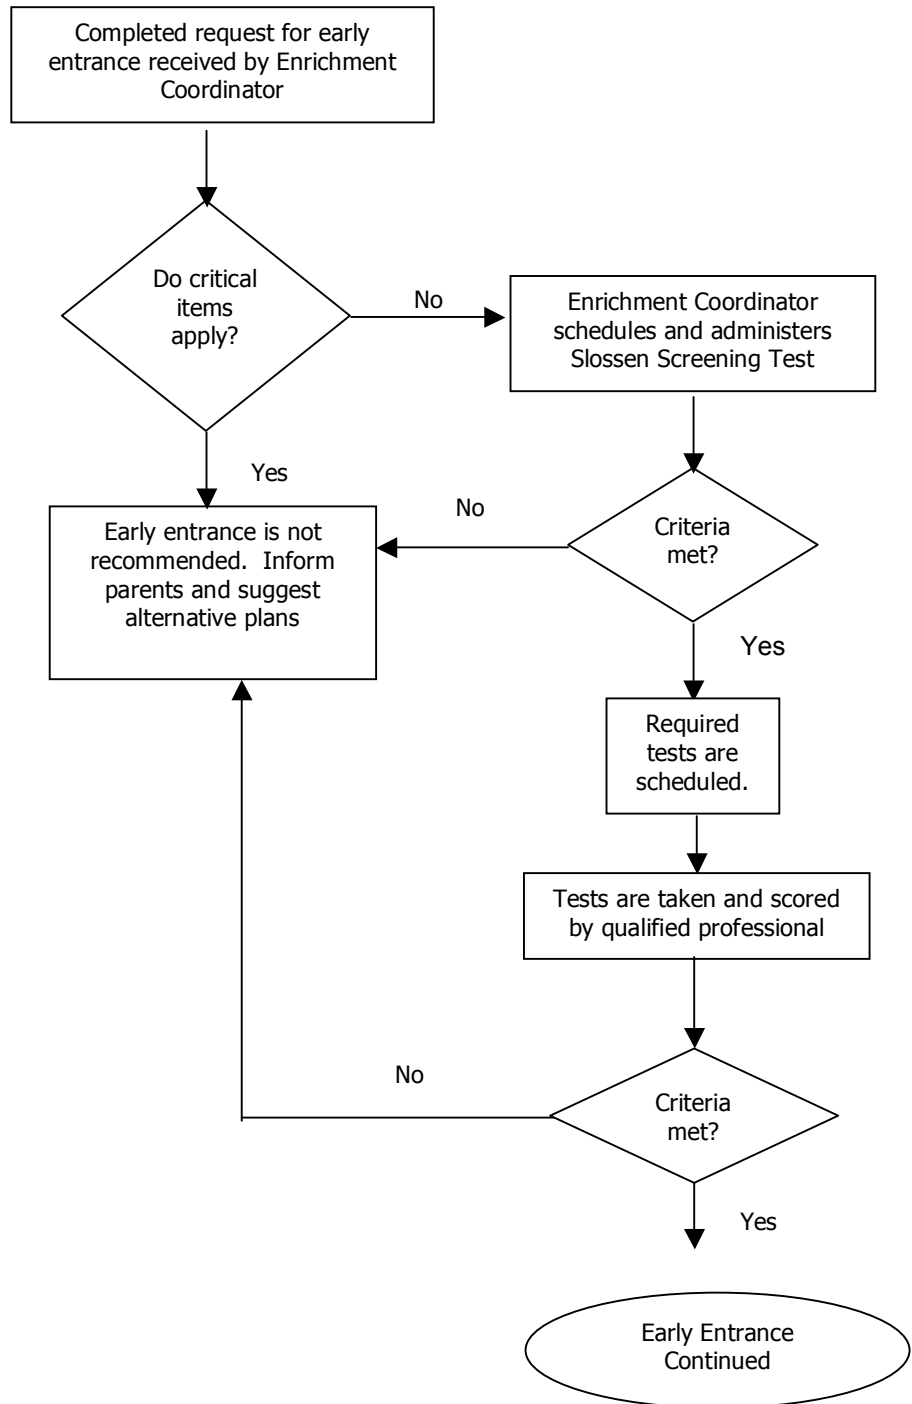 Completed request for early
entrance received by Enrichment
Coordinator
Do critical
items
apply?
No
Enrichment Coordinator
schedules and administers
Slossen Screening Test
Yes
No
Early entrance is not
recommended. Inform
parents and suggest
alternative plans
Criteria
met?
Yes
Required
tests are
scheduled.
Tests are taken and scored
by qualified professional
No
Criteria
met?
Yes
Early Entrance
Continued